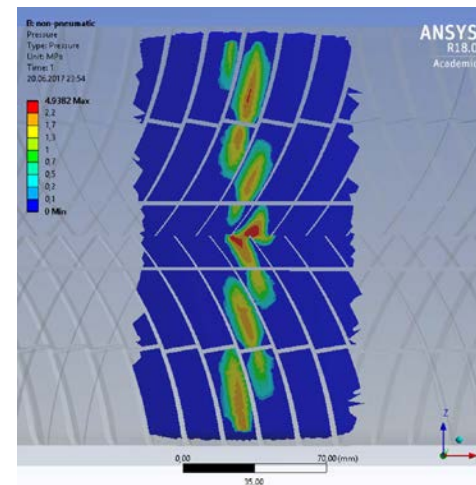 B: non-pneumatic
Pressure
Type: Pressure
Unit: MPa
Time: 1
20.06.2017 23:54
4,9382 Max
2,2
1,7
1,3
1
0,7
0,5
0,2
0,1
0 Min
ANSYS
R18.0
Academic
Z
0,00
70,00 (mm)
35,00